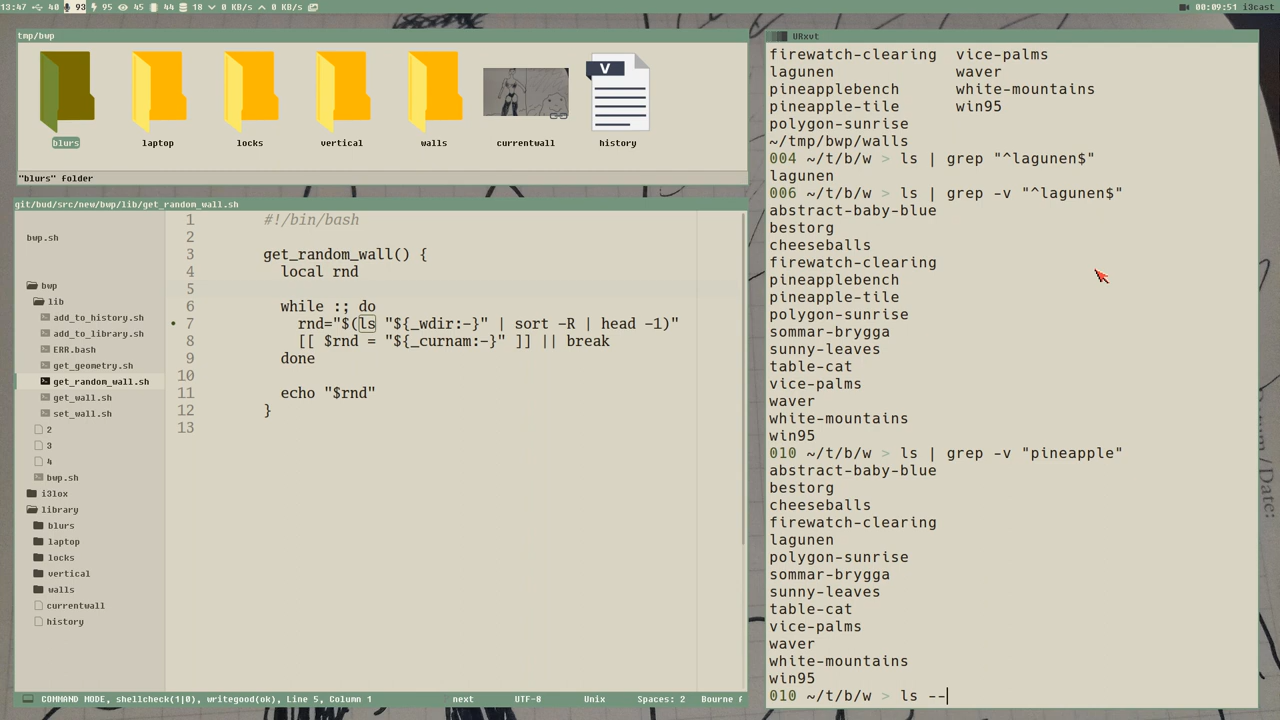 13:47 40 93 95 45 44 18 0 KB/s 0 KB/s
00:09:51 i3cast
tmp/bwp
blurs laptop locks vertical walls currentwall history
"blurs" folder
git/bud/src/new/bwp/lib/get_random_wall.sh
bwp.sh
bwp
lib
add_to_history.sh
add_to_library.sh
ERR.bash
get_geometry.sh
get_random_wall.sh
get_wall.sh
set_wall.sh
2
3
4
bwp.sh
i3lox
library
blurs
laptop
locks
vertical
walls
currentwall
history
1 #!/bin/bash
2
3 get_random_wall() {
4 local rnd
5
6 while :; do
7 rnd="$(ls "${_wdir:-}" | sort -R | head -1)"
8 [[ $rnd = "${_curnam:-}" ]] || break
9 done
10
11 echo "$rnd"
12 }
13
COMMAND MODE, shellcheck(1|0), writegood(ok), Line 5, Column 1 next UTF-8 Unix Spaces: 2 Bourne
URxvt
firewatch-clearing vice-palms
lagunen waver
pineapplebench white-mountains
pineapple-tile win95
polygon-sunrise
~/tmp/bwp/walls
004 ~/t/b/w > ls | grep "^lagunen$"
lagunen
006 ~/t/b/w > ls | grep -v "^lagunen$"
abstract-baby-blue
bestorg
cheeseballs
firewatch-clearing
pineapplebench
pineapple-tile
polygon-sunrise
sommar-brygga
sunny-leaves
table-cat
vice-palms
waver
white-mountains
win95
010 ~/t/b/w > ls | grep -v "pineapple"
abstract-baby-blue
bestorg
cheeseballs
firewatch-clearing
lagunen
polygon-sunrise
sommar-brygga
sunny-leaves
table-cat
vice-palms
waver
white-mountains
win95
010 ~/t/b/w > ls --